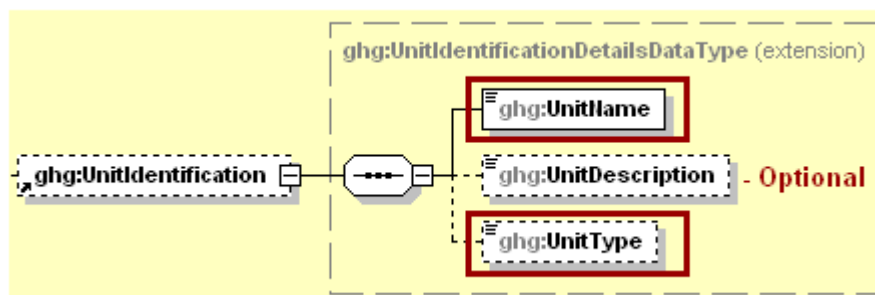 ghg:UnitIdentificationDetailsDataType (extension)
ghg:UnitName
ghg:UnitIdentification
ghg:UnitDescription - Optional
ghg:UnitType